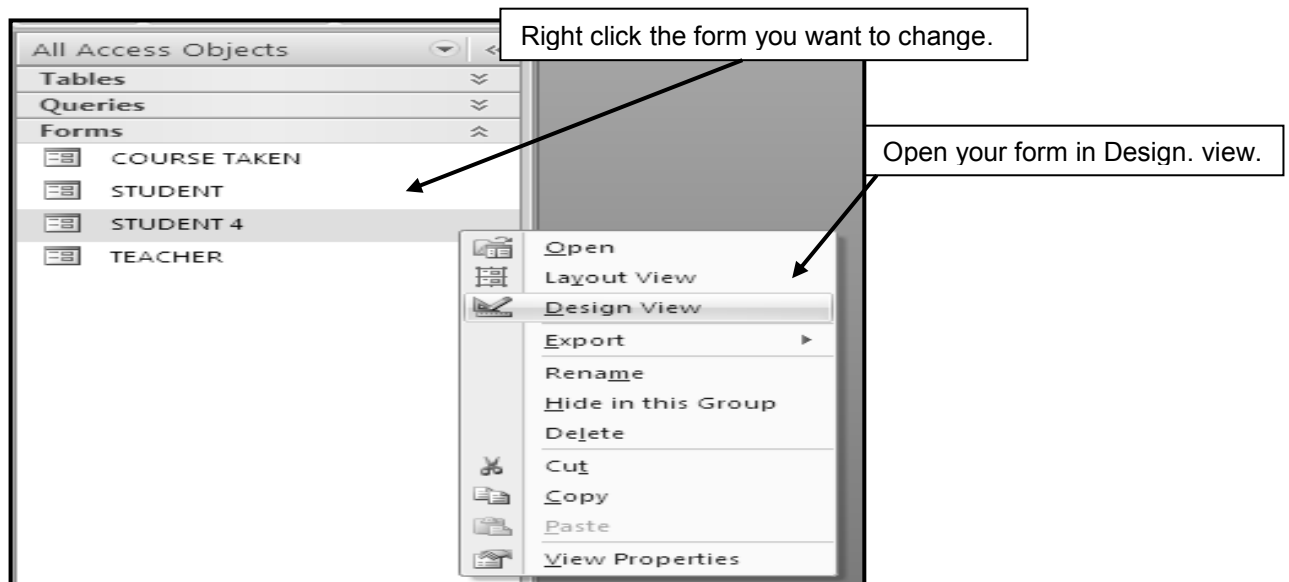 Right click the form you want to change.
All Access Objects
Tables
Queries
Forms
COURSE TAKEN
STUDENT
STUDENT 4
TEACHER
Open your form in Design. view.
Open
Layout View
Design View
Export
Rename
Hide in this Group
Delete
Cut
Copy
Paste
View Properties